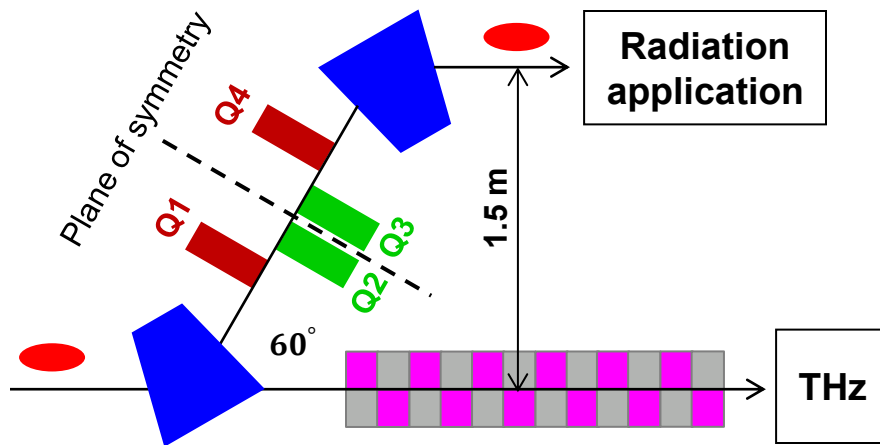 Plane of symmetry
Q4
Q1
Q3
Q2
60°
1.5 m
Radiation
application
THz